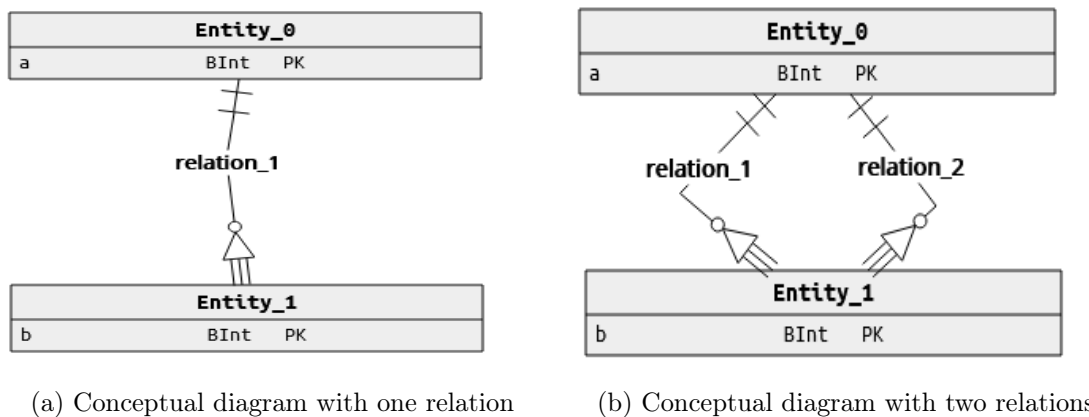 Entity_0
a BInt PK
relation_1
Entity_1
b BInt PK
(a) Conceptual diagram with one relation
Entity_0
a BInt PK
relation_1 relation_2
Entity_1
b BInt PK
(b) Conceptual diagram with two relations